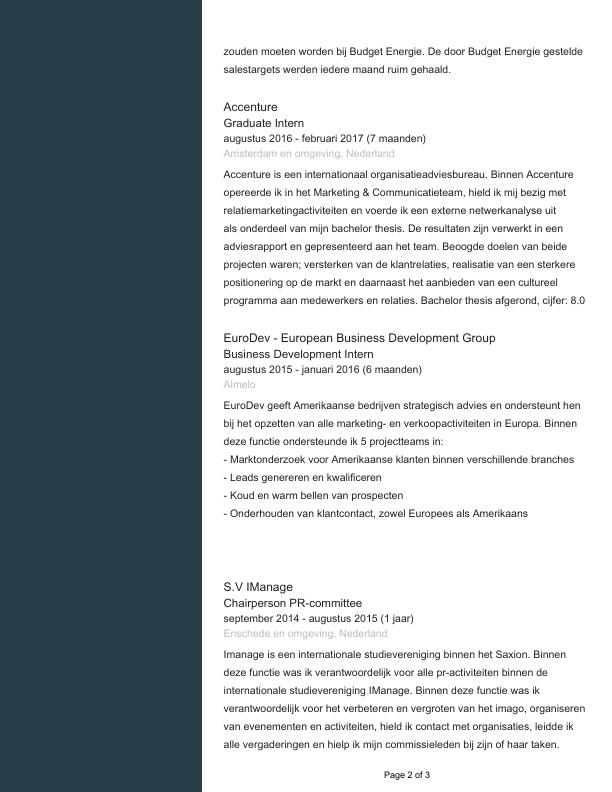 zouden moeten worden bij Budget Energie. De door Budget Energie gestelde
salestargets werden iedere maand ruim gehaald.
Accenture
Graduate Intern
augustus 2016 - februari 2017 (7 maanden)
Amsterdam en omgeving, Nederland
Accenture is een internationaal organisatieadviesbureau. Binnen Accenture
opereerde ik in het Marketing & Communicatieteam, hield ik mij bezig met
relatiemarketingactiviteiten en voerde ik een externe netwerkanalyse uit
als onderdeel van mijn bachelor thesis. De resultaten zijn verwerkt in een
adviesrapport en gepresenteerd aan het team. Beoogde doelen van beide
projecten waren; versterken van de klantrelaties, realisatie van een sterkere
positionering op de markt en daarnaast het aanbieden van een cultureel
programma aan medewerkers en relaties. Bachelor thesis afgerond, cijfer: 8.0
EuroDev - European Business Development Group
Business Development Intern
augustus 2015 - januari 2016 (6 maanden)
Almelo
EuroDev geeft Amerikaanse bedrijven strategisch advies en ondersteunt hen
bij het opzetten van alle marketing- en verkoopactiviteiten in Europa. Binnen
deze functie ondersteunde ik 5 projectteams in:
- Marktonderzoek voor Amerikaanse klanten binnen verschillende branches
- Leads genereren en kwalificeren
- Koud en warm bellen van prospecten
- Onderhouden van klantcontact, zowel Europees als Amerikaans
S.V IManage
Chairperson PR-committee
september 2014 - augustus 2015 (1 jaar)
Enschede en omgeving, Nederland
Imanage is een internationale studievereniging binnen het Saxion. Binnen
deze functie was ik verantwoordelijk voor alle pr-activiteiten binnen de
internationale studievereniging IManage. Binnen deze functie was ik
verantwoordelijk voor het verbeteren en vergroten van het imago, organiseren
van evenementen en activiteiten, hield ik contact met organisaties, leidde ik
alle vergaderingen en hielp ik mijn commissieleden bij zijn of haar taken.
Page 2 of 3